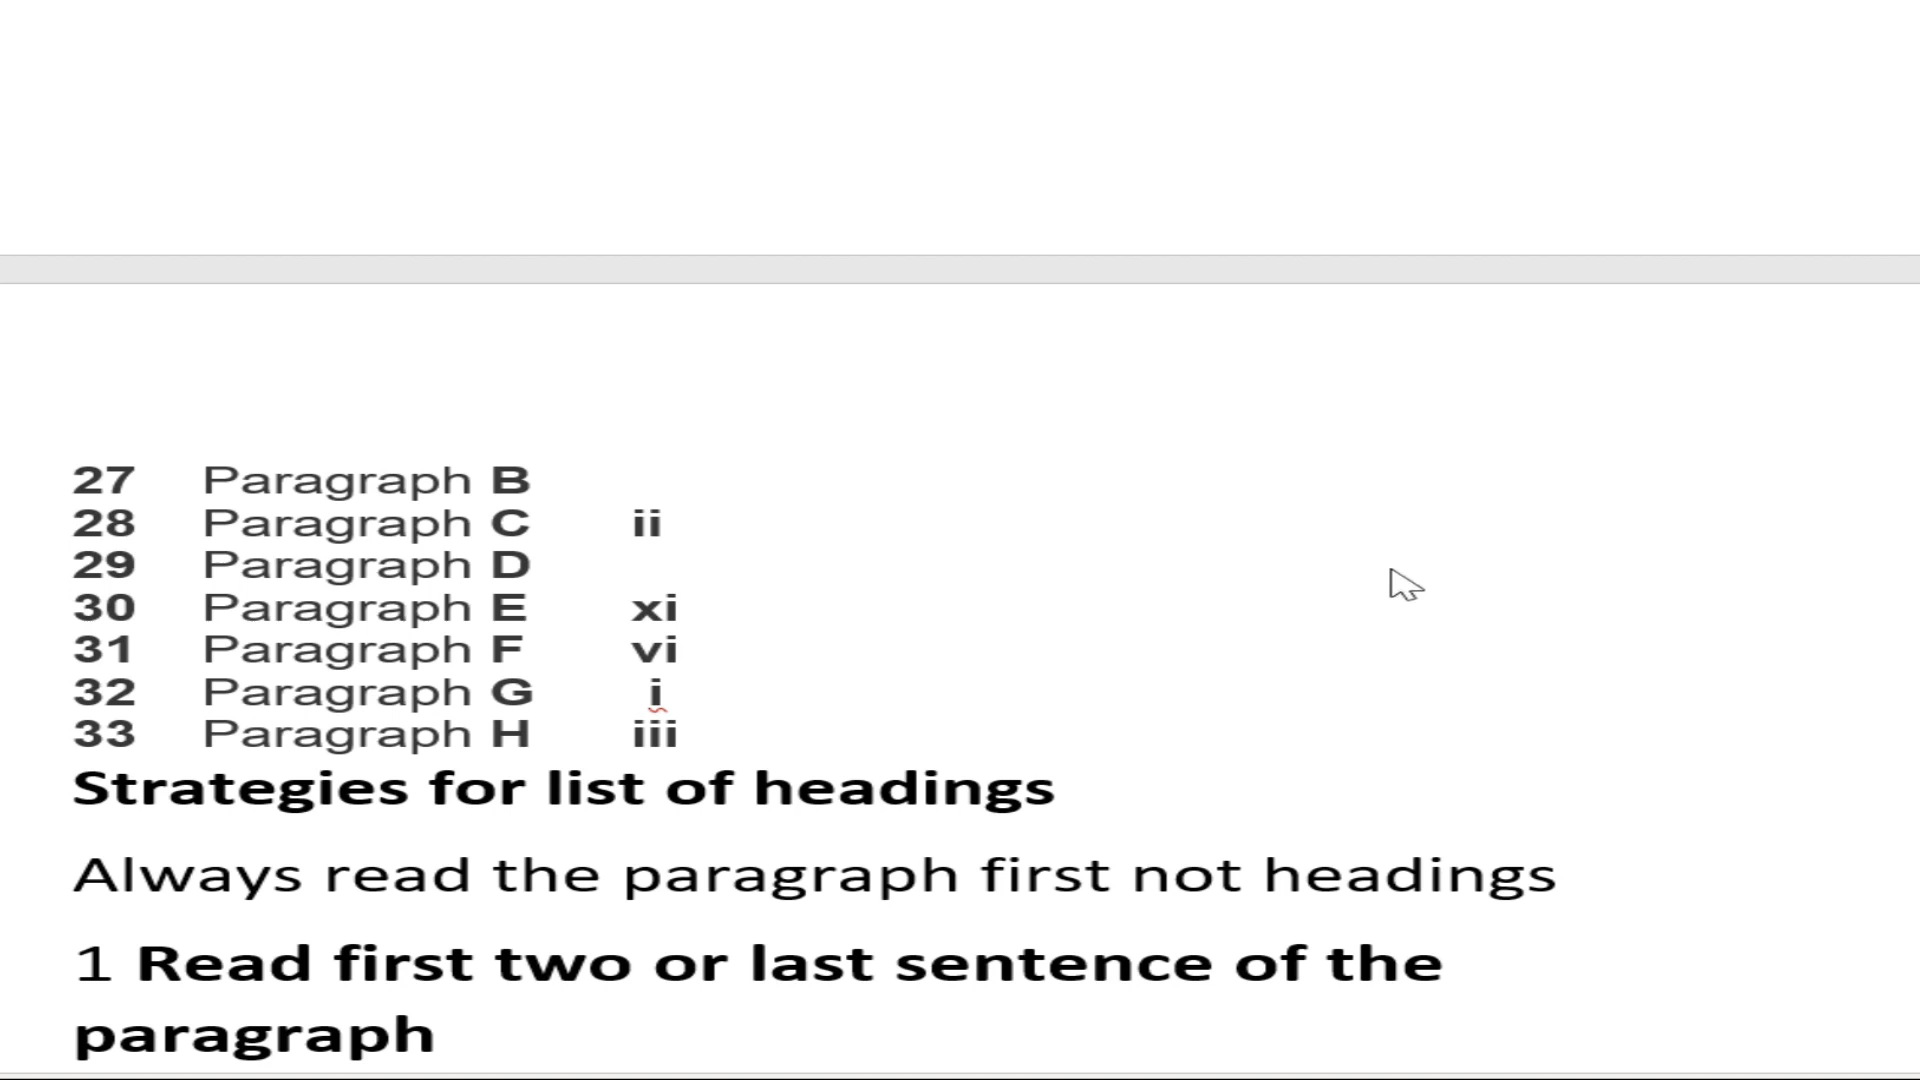 27 Paragraph B
28 Paragraph C ii
29 Paragraph D
30 Paragraph E xi
31 Paragraph F vi
32 Paragraph G i
33 Paragraph H iii
Strategies for list of headings
Always read the paragraph first not headings
1 Read first two or last sentence of the
paragraph